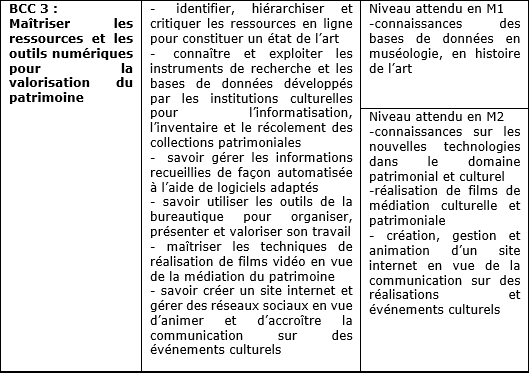 BCC 3 :
Maîtriser les
ressources et les
outils numériques
pour la
valorisation du
patrimoine
- identifier, hiérarchiser et
critiquer les ressources en ligne
pour constituer un état de l’art
- connaître et exploiter les
instruments de recherche et les
bases de données développés
par les institutions culturelles
pour l’informatisation,
l’inventaire et le récolement des
collections patrimoniales
- savoir gérer les informations
recueillies de façon automatisée
à l’aide de logiciels adaptés
- savoir utiliser les outils de la
bureautique pour organiser,
présenter et valoriser son travail
- maîtriser les techniques de
réalisation de films vidéo en vue
de la médiation du patrimoine
- savoir créer un site internet et
gérer des réseaux sociaux en vue
d’animer et d’accroître la
communication sur des
événements culturels
Niveau attendu en M1
-connaissances des
bases de données en
muséologie, en histoire
de l’art
Niveau attendu en M2
-connaissances sur les
nouvelles technologies
dans le domaine
patrimonial et culturel
-réalisation de films de
médiation culturelle et
patrimoniale
- création, gestion et
animation d’un site
internet en vue de la
communication sur des
réalisations et
événements culturels